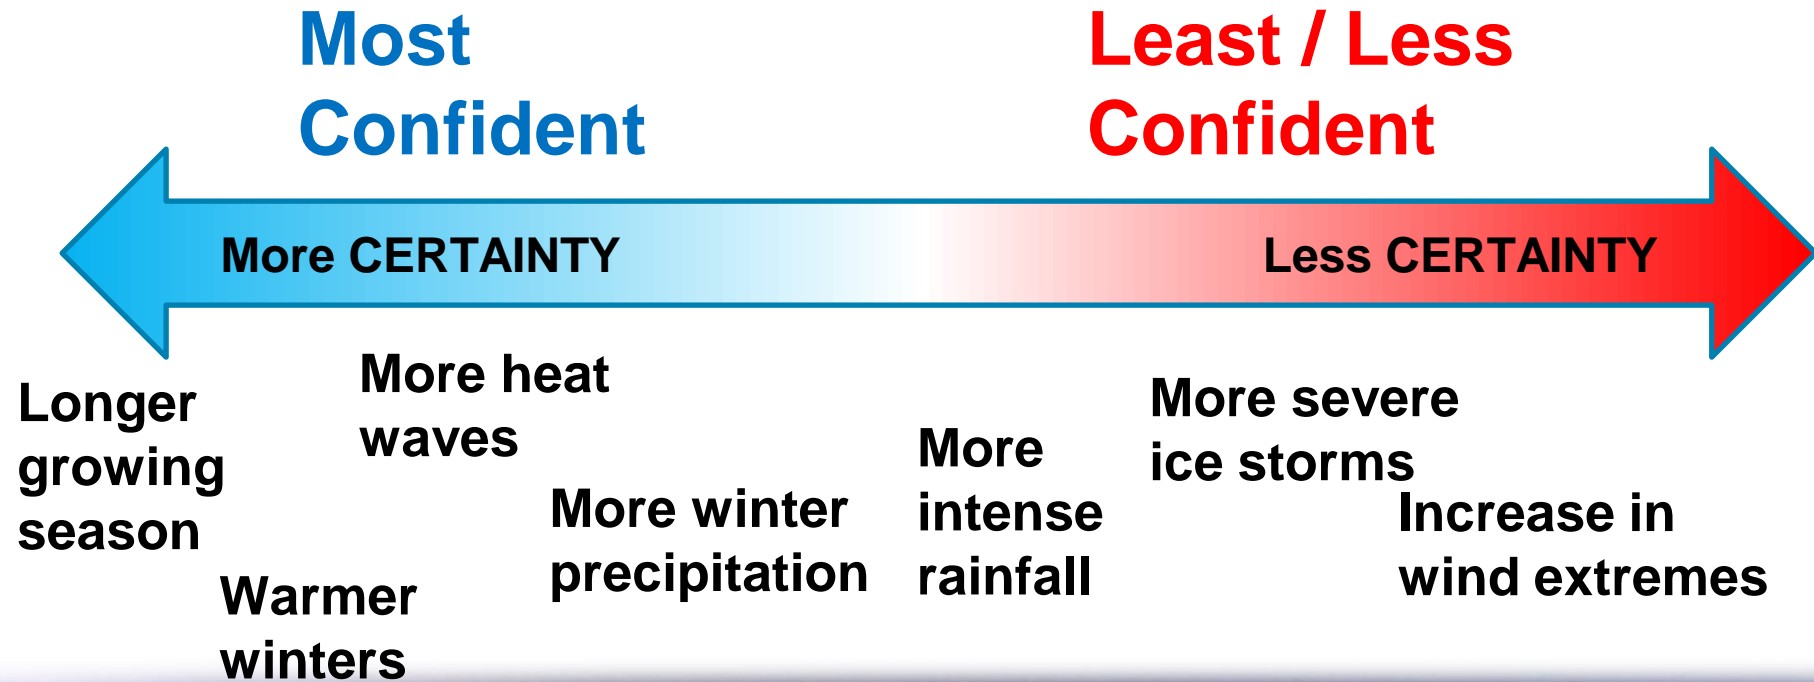 Most
Confident
Least / Less
Confident
More CERTAINTY
Less CERTAINTY
Longer
growing
season
Warmer
winters
More heat
waves
More winter
precipitation
More
intense
rainfall
More severe
ice storms
Increase in
wind extremes